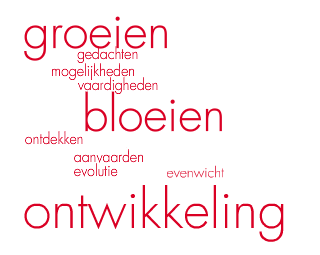 groeien
gedachten
mogelijkheden
vaardigheden
bloeien
ontdekken
aanvaarden
evolutie evenwicht
ontwikkeling